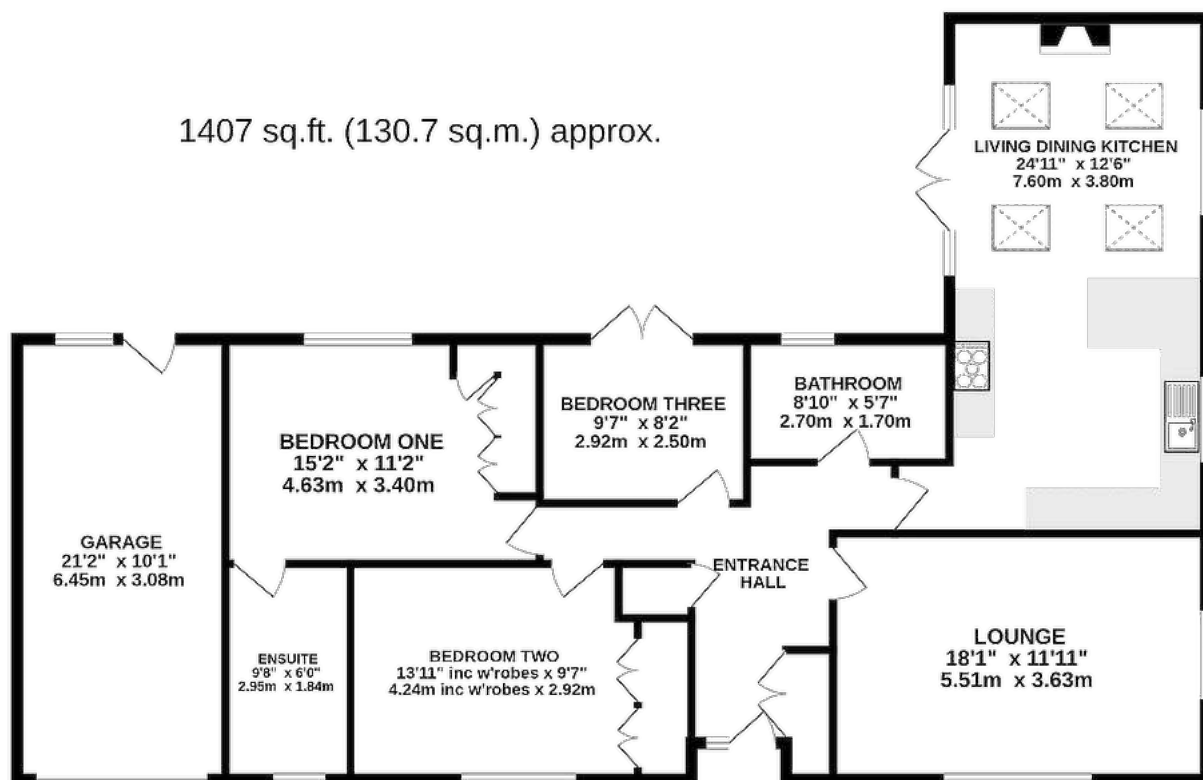 1407 sq.ft. (130.7 sq.m.) approx.
LIVING DINING KITCHEN
24'11" x 12'6"
7.60m x 3.80m
BATHROOM
8'10" x 5'7"
2.70m x 1.70m
BEDROOM THREE
9'7" x 8'2"
2.92m x 2.50m
BEDROOM ONE
15'2" x 11'2"
4.63m x 3.40m
GARAGE
21'2" x 10'1"
6.45m x 3.08m
ENTRANCE
HALL
ENSUITE
9'8" x 6'0"
2.95m x 1.84m
BEDROOM TWO
13'11" inc w'robes x 9'7"
4.24m inc w'robes x 2.92m
LOUNGE
18'1" x 11'11"
5.51m x 3.63m